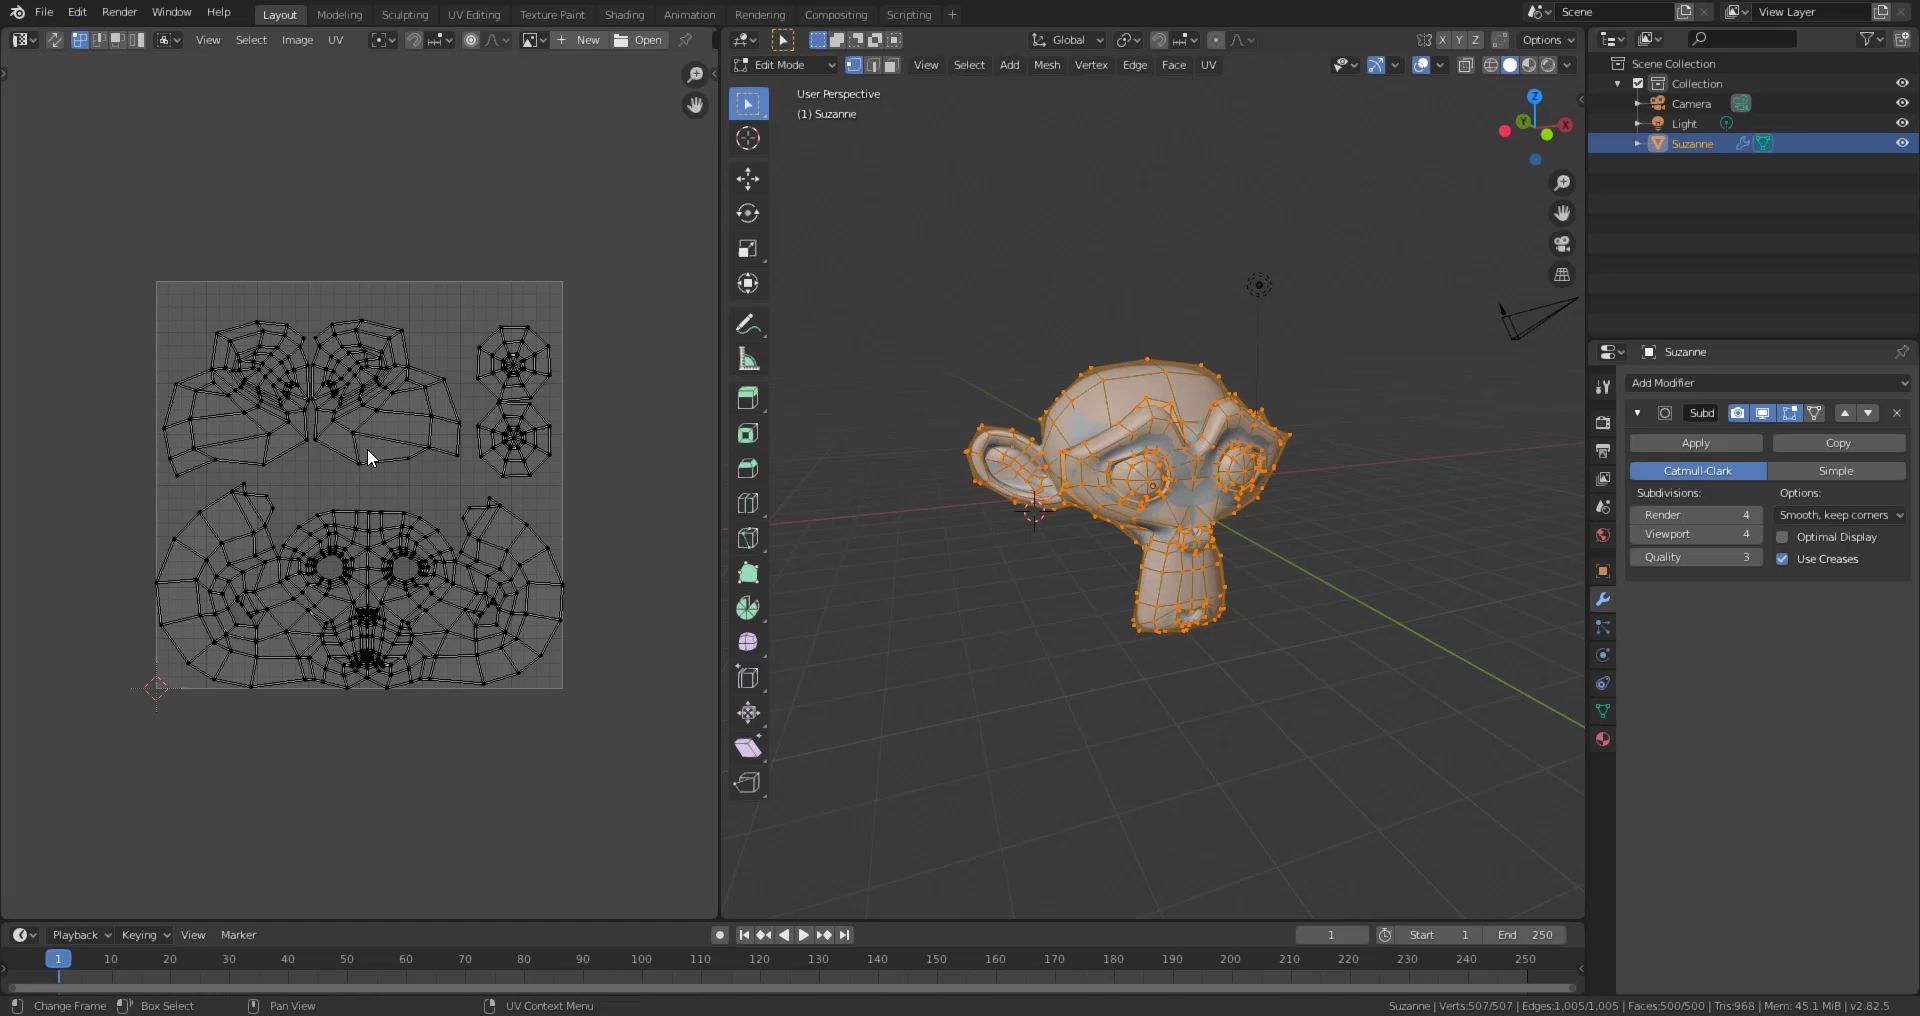 File Edit Render Window Help Layout Modeling Sculpting UV Editing Texture Paint Shading Animation Rendering Compositing Scripting + Scene View Layer
View Select Image UV New Open Global X Y Z Options
Edit Mode View Select Add Mesh Vertex Edge Face UV
Scene Collection
Collection
Camera
Light
Suzanne
User Perspective
(1) Suzanne
Z
Y
X
Suzanne
Add Modifier
Subd
Apply Copy
Catmull-Clark Simple
Subdivisions: Options:
Render 4 Smooth, keep corners
Viewport 4 Optimal Display
Quality 3 Use Creases
Playback Keying View Marker 1 Start 1 End 250
1 10 20 30 40 50 60 70 80 90 100 110 120 130 140 150 160 170 180 190 200 210 220 230 240 250
Change Frame Box Select Pan View UV Context Menu Suzanne | Verts:507/507 | Edges:1,005/1,005 | Faces:500/500 | Tris:968 | Mem: 45.1 MiB | v2.82.5